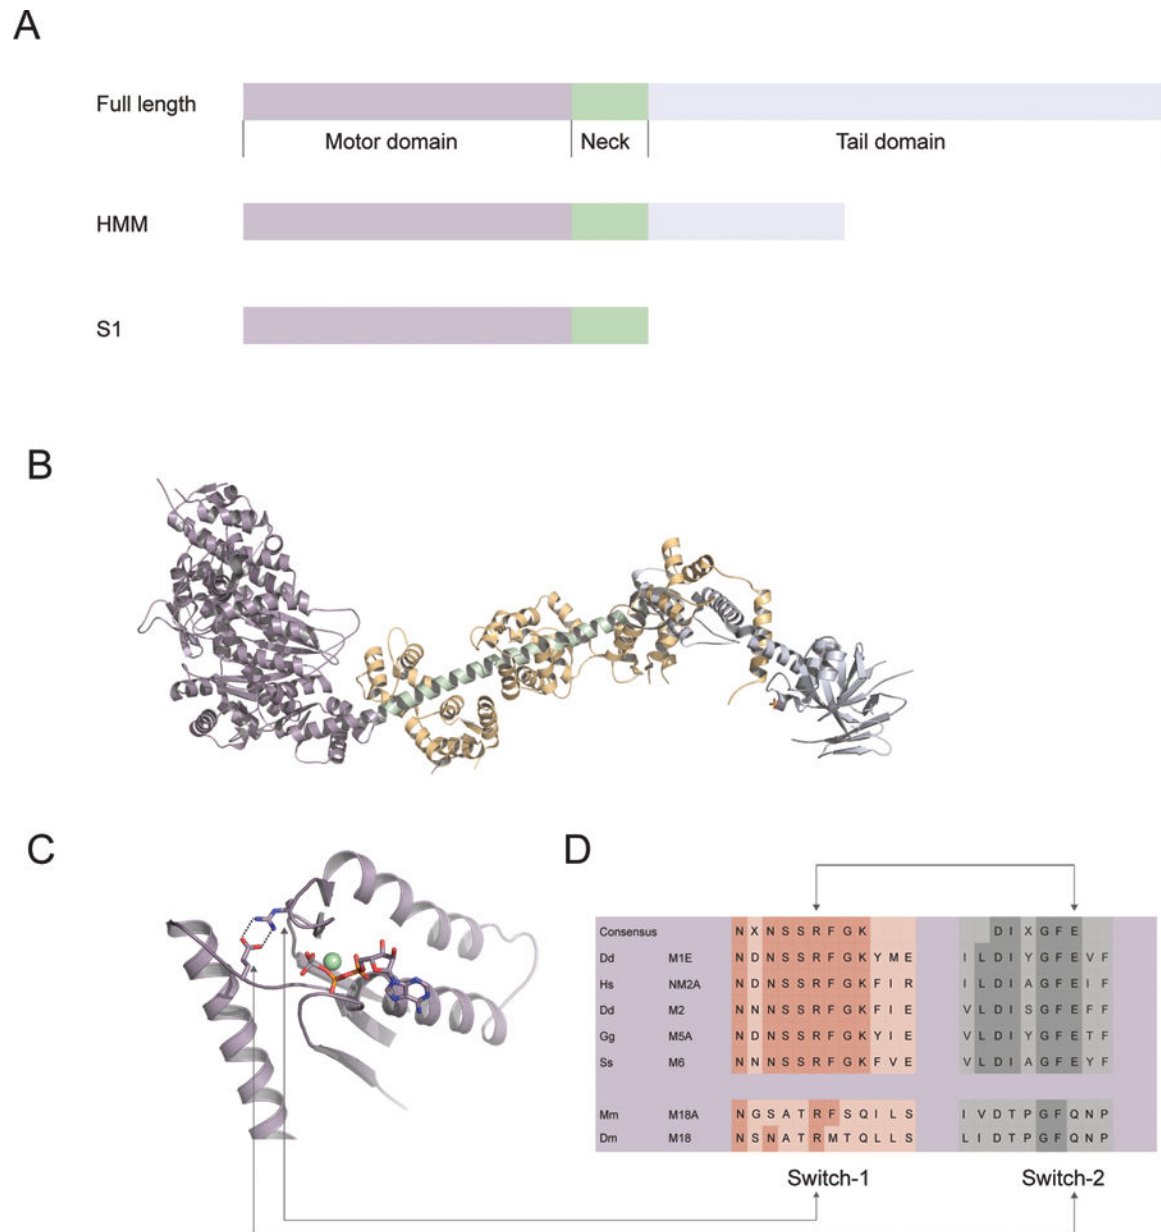 A
Full length
Motor domain Neck Tail domain
HMM
S1
B
C
D
Consensus N X N S S R F G K D I X G F E
Dd M1E N D N S S R F G K Y M E I L D I Y G F E V F
Hs NM2A N D N S S R F G K F I R I L D I A G F E I F
Dd M2 N N N S S R F G K F I E V L D I S G F E F F
Gg M5A N D N S S R F G K Y I E V L D I Y G F E T F
Ss M6 N N N S S R F G K F V E V L D I A G F E Y F
Mm M18A N G S A T R F S Q I L S I V D T P G F Q N P
Dm M18 N S N A T R M T Q L L S L I D T P G F Q N P
Switch-1 Switch-2